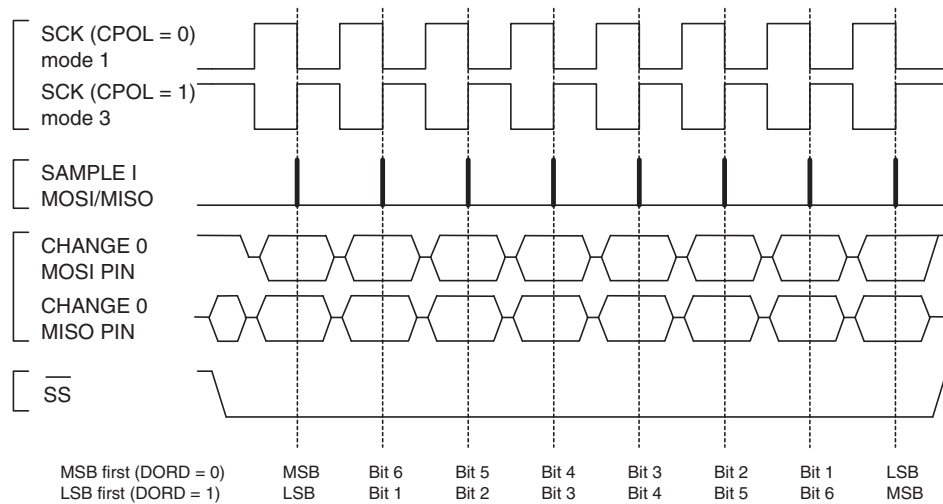 SCK (CPOL = 0)
mode 1
SCK (CPOL = 1)
mode 3
SAMPLE I
MOSI/MISO
CHANGE 0
MOSI PIN
CHANGE 0
MISO PIN
SS
MSB first (DORD = 0) MSB Bit 6 Bit 5 Bit 4 Bit 3 Bit 2 Bit 1 LSB
LSB first (DORD = 1) LSB Bit 1 Bit 2 Bit 3 Bit 4 Bit 5 Bit 6 MSB